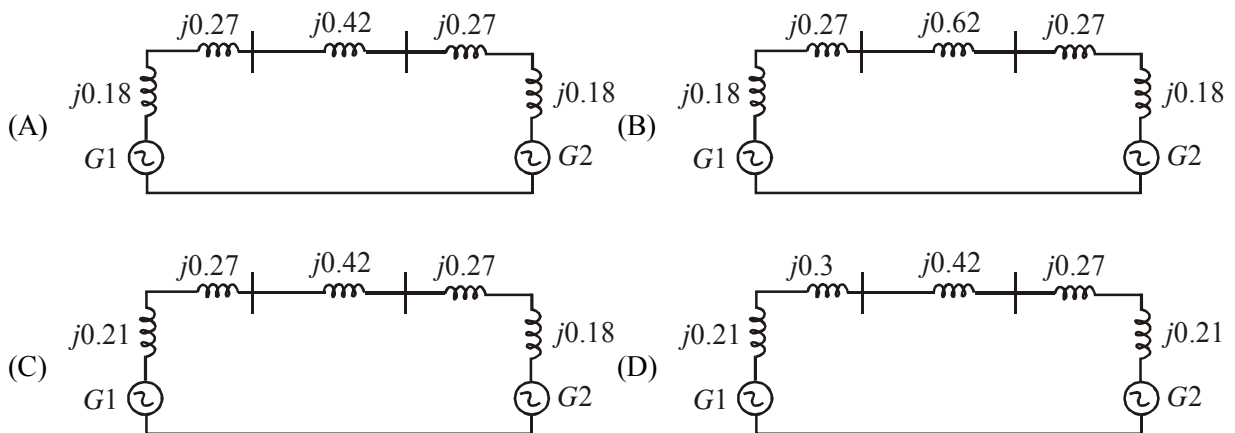 j0.27 j0.42 j0.27
j0.18 j0.18
(A)
G1 G2
j0.27 j0.62 j0.27
j0.18 j0.18
(B)
G1 G2
j0.27 j0.42 j0.27
j0.21 j0.18
(C)
G1 G2
j0.3 j0.42 j0.27
j0.21 j0.21
(D)
G1 G2